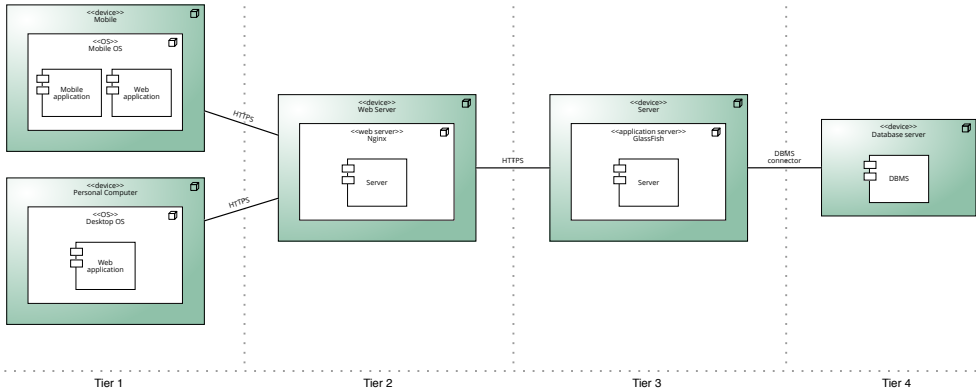 <<device>>
Mobile
<<OS>>
Mobile OS
Mobile
application
Web
application
HTTPS
<<device>>
Personal Computer
<<OS>>
Desktop OS
Web
application
HTTPS
<<device>>
Web Server
<<web server>>
Nginx
Server
HTTPS
<<device>>
Server
<<application server>>
GlassFish
Server
DBMS
connector
<<device>>
Database server
DBMS
Tier 1
Tier 2
Tier 3
Tier 4